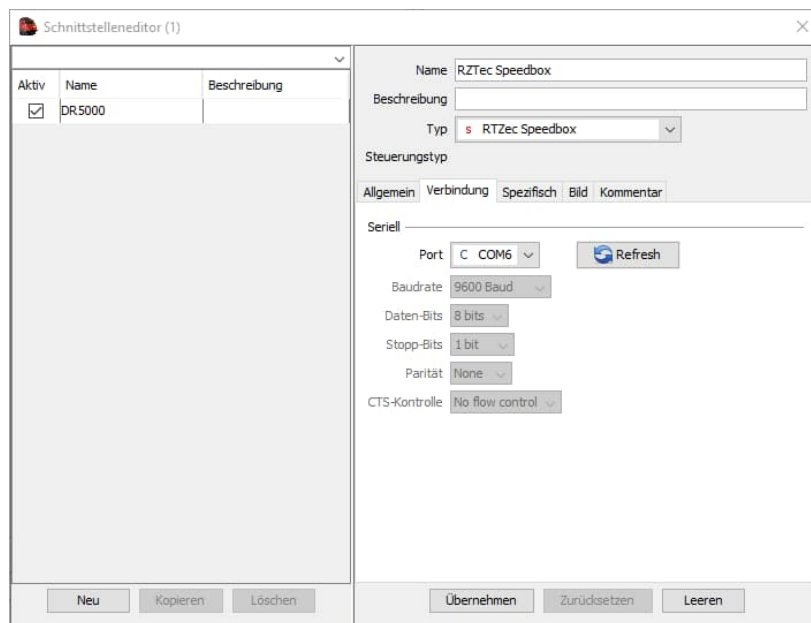 Schnittstelleneditor (1)
Aktiv Name Beschreibung
DR5000
Neu Kopieren Löschen
Name RZTec Speedbox
Beschreibung
Typ s RTZec Speedbox
Steuerungstyp
Allgemein Verbindung Spezifisch Bild Kommentar
Seriell
Port C COM6 Refresh
Baudrate 9600 Baud
Daten-Bits 8 bits
Stopp-Bits 1 bit
Parität None
CTS-Kontrolle No flow control
Übernehmen Zurücksetzen Leeren